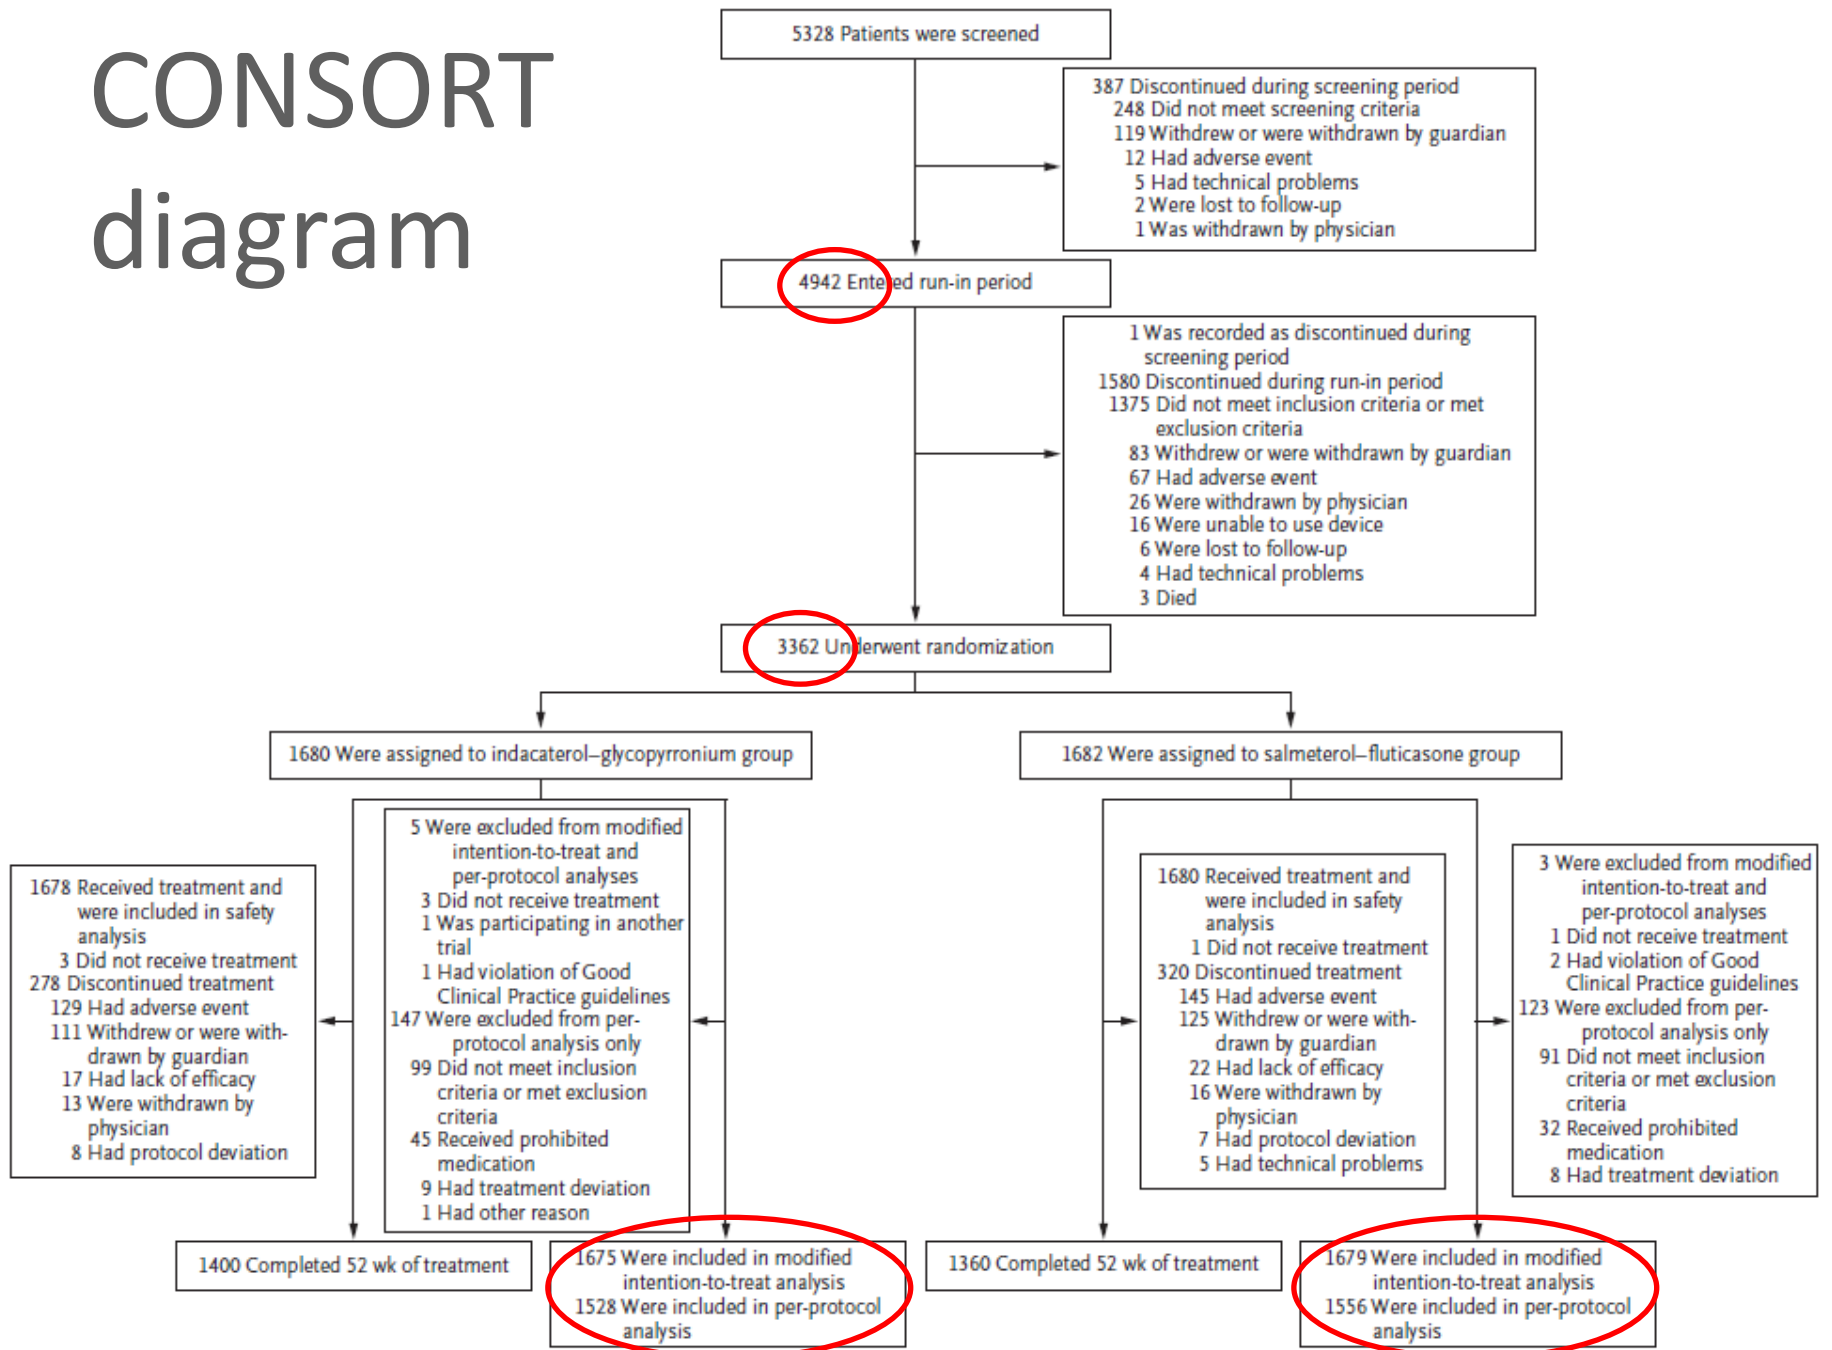 CONSORT
diagram
5328 Patients were screened
387 Discontinued during screening period
248 Did not meet screening criteria
119 Withdrew or were withdrawn by guardian
12 Had adverse event
5 Had technical problems
2 Were lost to follow-up
1 Was withdrawn by physician
4942 Entered run-in period
1 Was recorded as discontinued during
screening period
1580 Discontinued during run-in period
1375 Did not meet inclusion criteria or met
exclusion criteria
83 Withdrew or were withdrawn by guardian
67 Had adverse event
26 Were withdrawn by physician
16 Were unable to use device
6 Were lost to follow-up
4 Had technical problems
3 Died
3362 Underwent randomization
1680 Were assigned to indacaterol–glycopyrronium group
1682 Were assigned to salmeterol–fluticasone group
1678 Received treatment and
were included in safety
analysis
3 Did not receive treatment
278 Discontinued treatment
129 Had adverse event
111 Withdrew or were with-
drawn by guardian
17 Had lack of efficacy
13 Were withdrawn by
physician
8 Had protocol deviation
5 Were excluded from modified
intention-to-treat and
per-protocol analyses
3 Did not receive treatment
1 Was participating in another
trial
1 Had violation of Good
Clinical Practice guidelines
147 Were excluded from per-
protocol analysis only
99 Did not meet inclusion
criteria or met exclusion
criteria
45 Received prohibited
medication
9 Had treatment deviation
1 Had other reason
1680 Received treatment and
were included in safety
analysis
1 Did not receive treatment
320 Discontinued treatment
145 Had adverse event
125 Withdrew or were with-
drawn by guardian
22 Had lack of efficacy
16 Were withdrawn by
physician
7 Had protocol deviation
5 Had technical problems
3 Were excluded from modified
intention-to-treat and
per-protocol analyses
1 Did not receive treatment
2 Had violation of Good
Clinical Practice guidelines
123 Were excluded from per-
protocol analysis only
91 Did not meet inclusion
criteria or met exclusion
criteria
32 Received prohibited
medication
8 Had treatment deviation
1400 Completed 52 wk of treatment
1675 Were included in modified
intention-to-treat analysis
1528 Were included in per-protocol
analysis
1360 Completed 52 wk of treatment
1679 Were included in modified
intention-to-treat analysis
1556 Were included in per-protocol
analysis